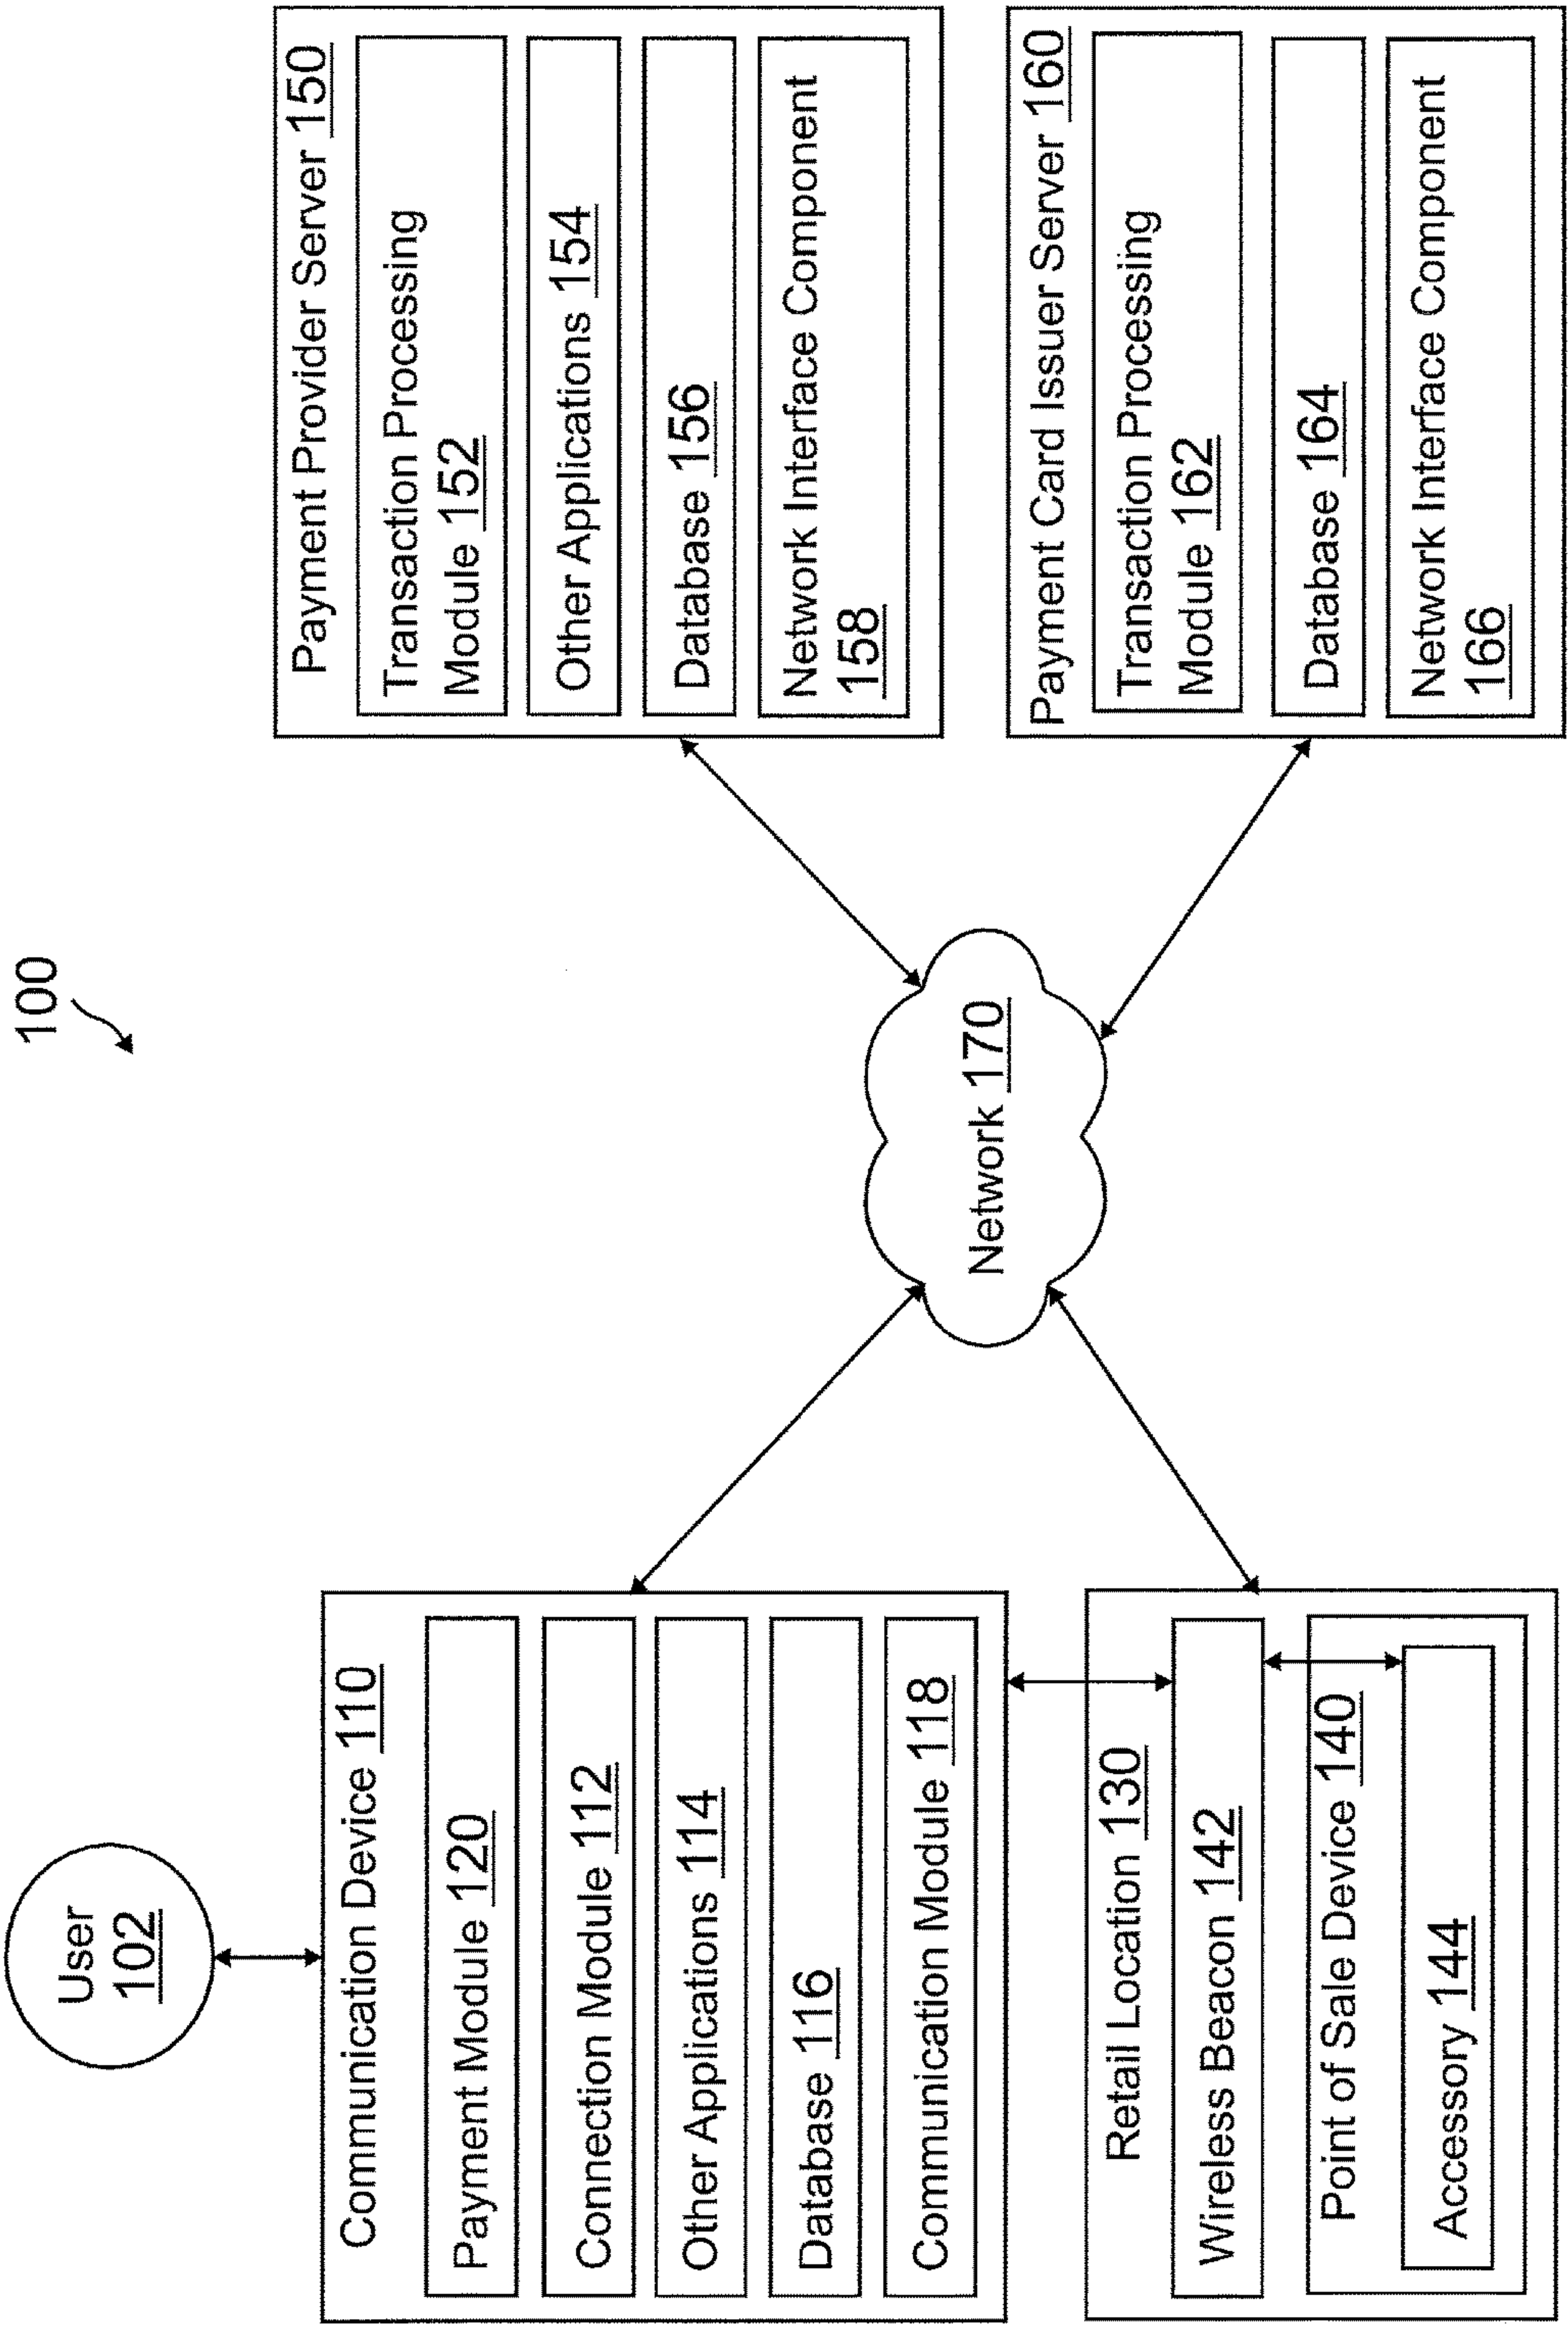 100
User
102
Communication Device 110
Payment Module 120
Connection Module 112
Other Applications 114
Database 116
Communication Module 118
Retail Location 130
Wireless Beacon 142
Point of Sale Device 140
Accessory 144
Network 170
Payment Provider Server 150
Transaction Processing
Module 152
Other Applications 154
Database 156
Network Interface Component
158
Payment Card Issuer Server 160
Transaction Processing
Module 162
Database 164
Network Interface Component
166